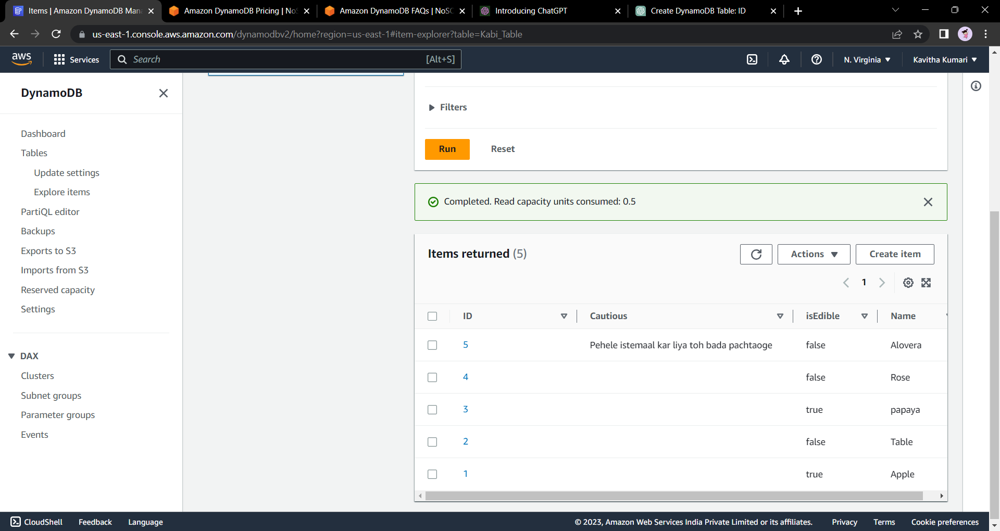 Items | Amazon DynamoDB Man
Amazon DynamoDB Pricing | No
Amazon DynamoDB FAQs | NoSQ
Introducing ChatGPT
Create DynamoDB Table: ID
us-east-1.console.aws.amazon.com/dynamodbv2/home?region=us-east-1#item-explorer?table=Kabi_Table
aws
Services
Search
[Alt+S]
N. Virginia
Kavitha Kumari
DynamoDB
Dashboard
Tables
Update settings
Explore items
PartiQL editor
Backups
Exports to S3
Imports from S3
Reserved capacity
Settings
DAX
Clusters
Subnet groups
Parameter groups
Events
Filters
Run
Reset
Completed. Read capacity units consumed: 0.5
Items returned (5)
Actions
Create item
1
ID Cautious isEdible Name
5 Pehele istemaal kar liya toh bada pachtaoge false Alovera
4 false Rose
3 true papaya
2 false Table
1 true Apple
CloudShell
Feedback
Language
© 2023, Amazon Web Services India Private Limited or its affiliates.
Privacy
Terms
Cookie preferences